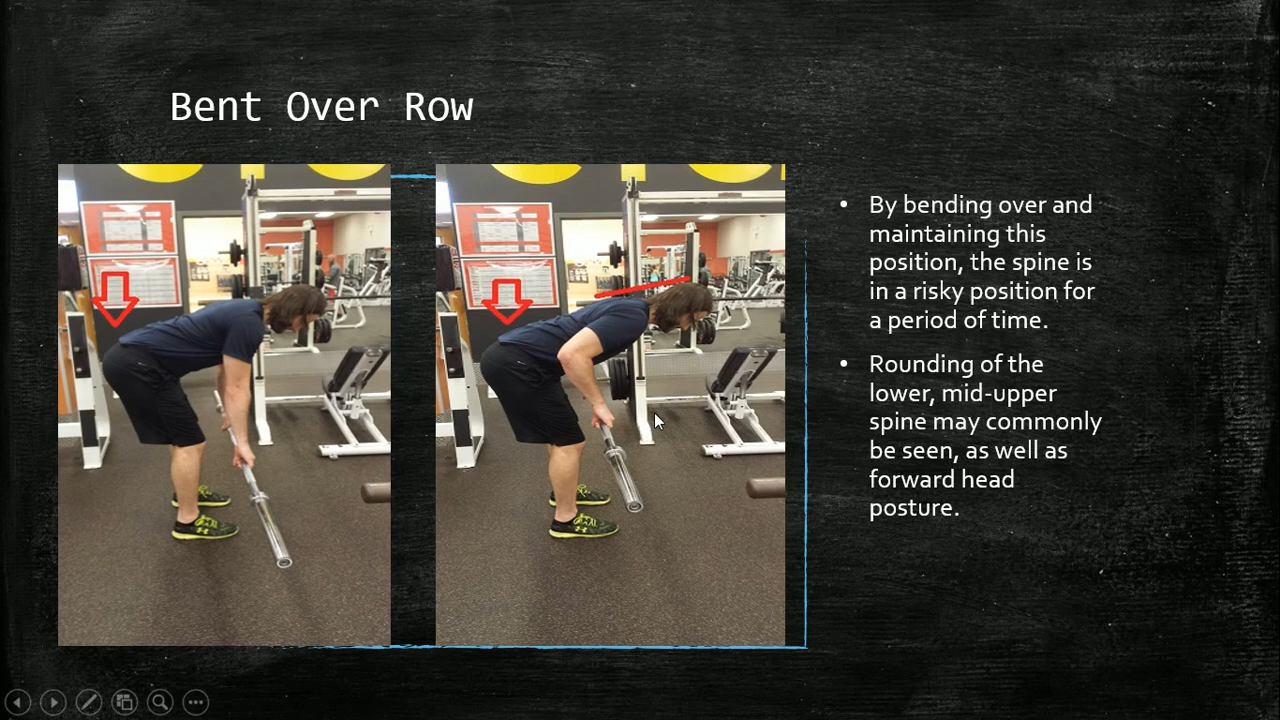 Bent Over Row
• By bending over and
maintaining this
position, the spine is
in a risky position for
a period of time.
• Rounding of the
lower, mid-upper
spine may commonly
be seen, as well as
forward head
posture.